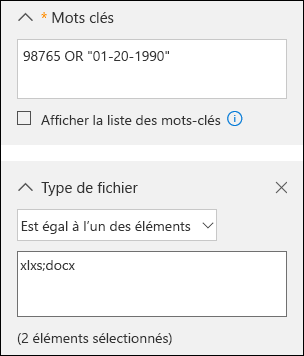 * Mots clés
98765 OR "01-20-1990"
Afficher la liste des mots-clés
Type de fichier
Est égal à l’un des éléments
xlxs;docx
(2 éléments sélectionnés)